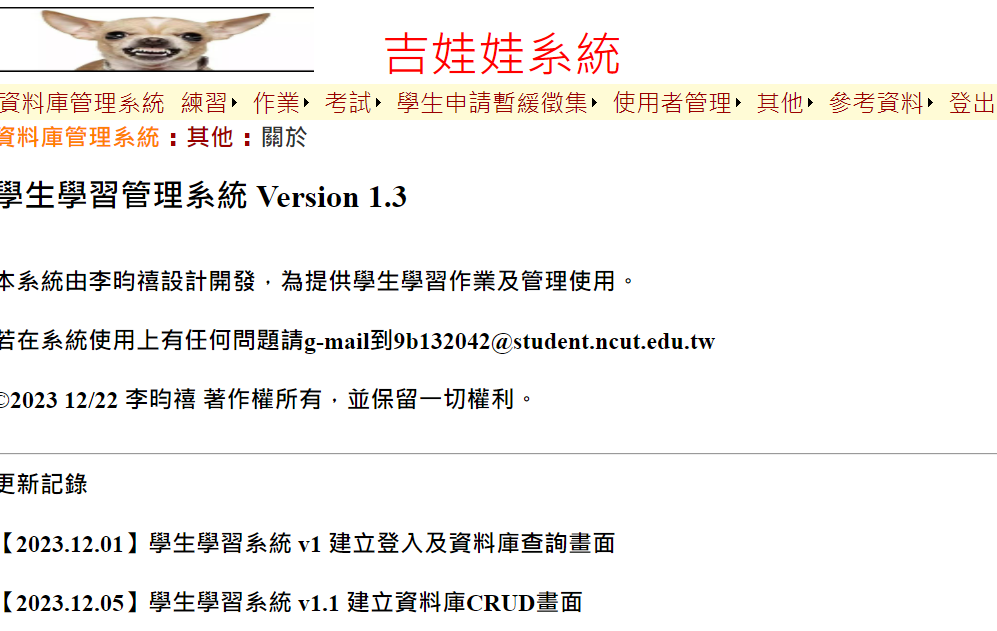 吉娃娃系統
資料庫管理系統 練習 作業 考試 學生申請暫緩徵集 使用者管理 其他 參考資料 登出
資料庫管理系統：其他：關於
學生學習管理系統 Version 1.3
本系統由李昀禧設計開發，為提供學生學習作業及管理使用。
若在系統使用上有任何問題請g-mail到9b132042@student.ncut.edu.tw
©2023 12/22 李昀禧 著作權所有，並保留一切權利。
更新記錄
【2023.12.01】學生學習系統 v1 建立登入及資料庫查詢畫面
【2023.12.05】學生學習系統 v1.1 建立資料庫CRUD畫面